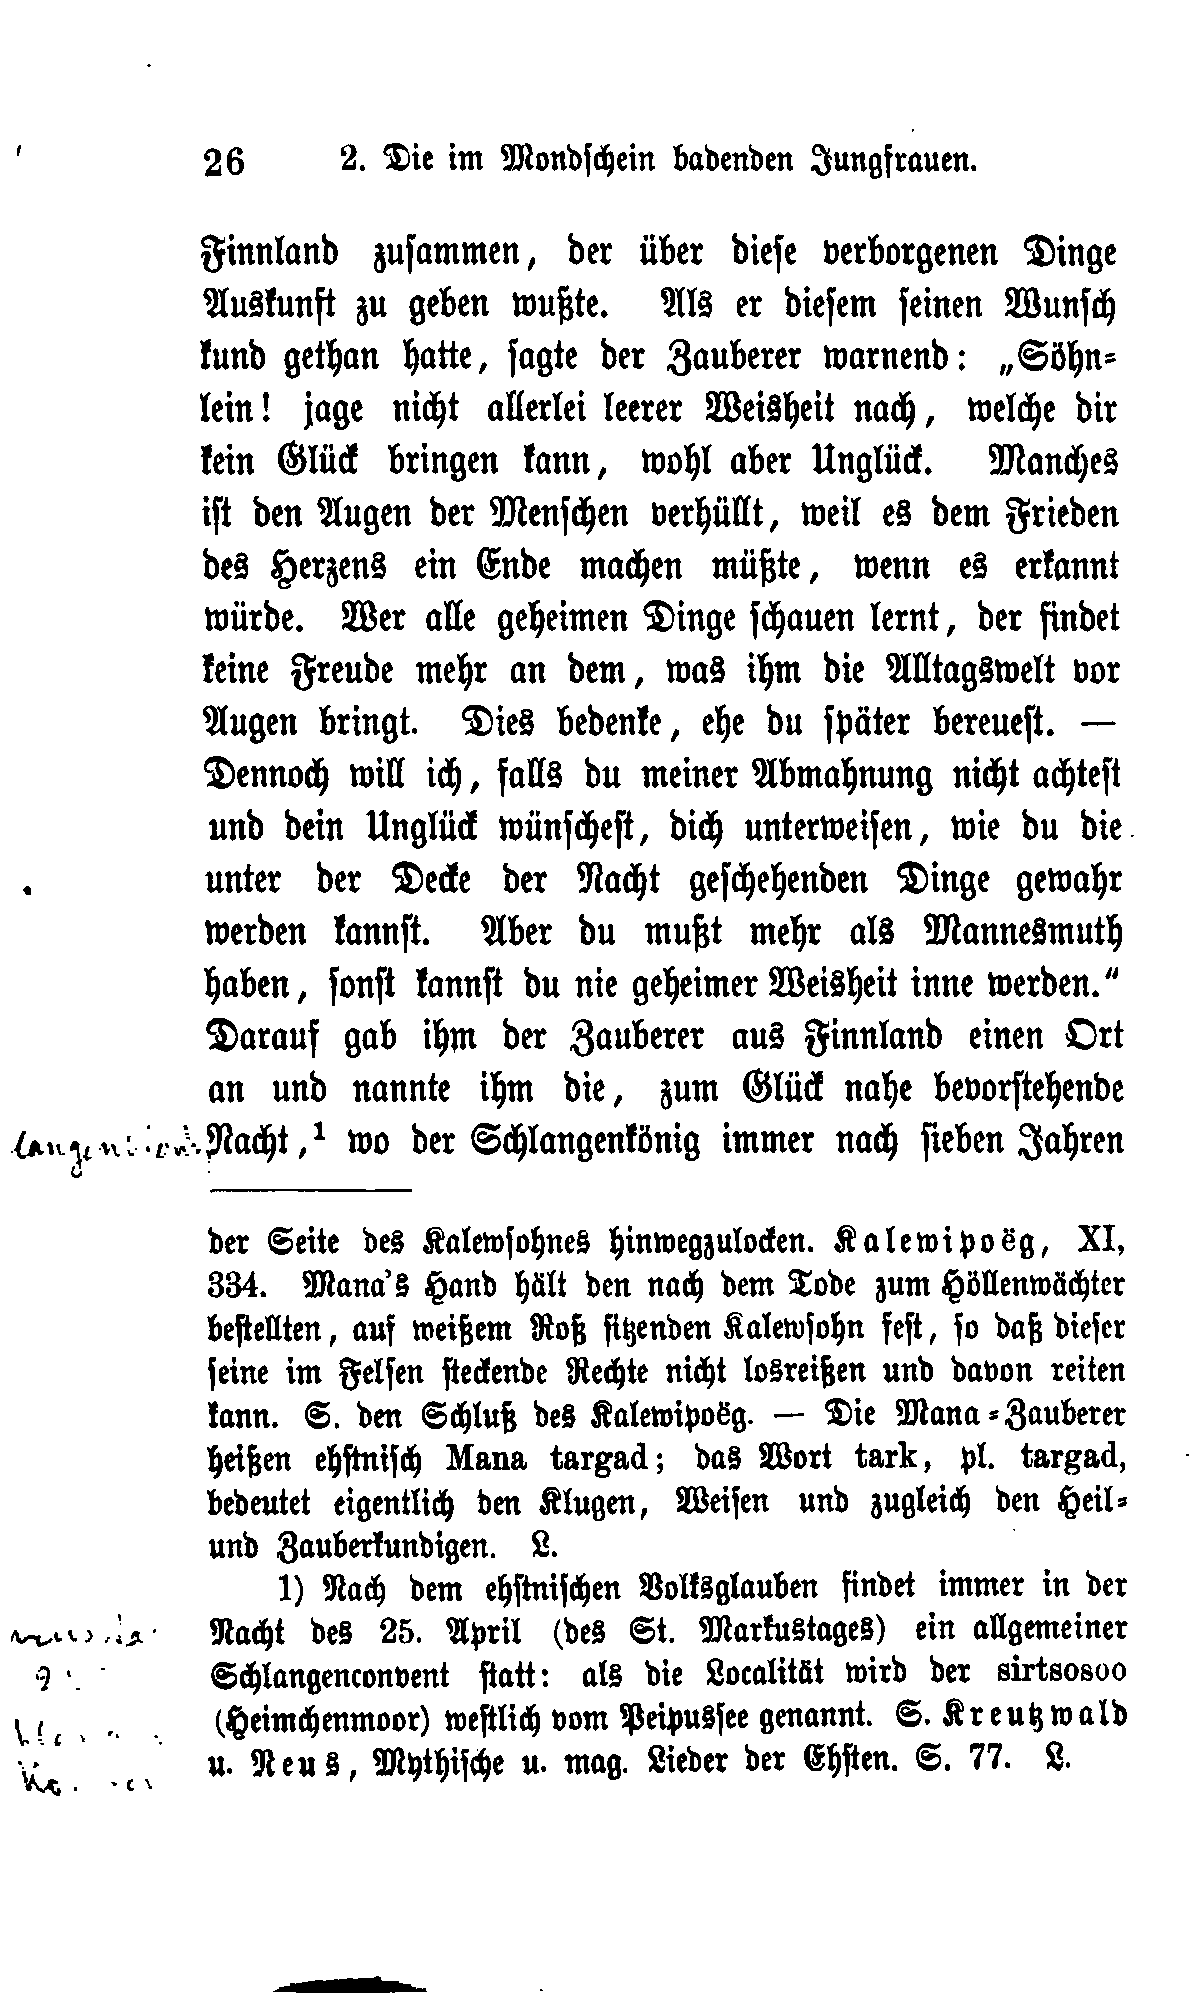 26 2. Die im Mondschein badenden Jungfrauen.
Finnland zusammen, der über diese verborgenen Dinge
Auskunft zu geben wußte. Als er diesem seinen Wunsch
kund gethan hatte, sagte der Zauberer warnend: „Söhn-
lein! jage nicht allerlei leerer Weisheit nach, welche dir
kein Glück bringen kann, wohl aber Unglück. Manches
ist den Augen der Menschen verhüllt, weil es dem Frieden
des Herzens ein Ende machen müßte, wenn es erkannt
würde. Wer alle geheimen Dinge schauen lernt, der findet
keine Freude mehr an dem, was ihm die Alltagswelt vor
Augen bringt. Dies bedenke, ehe du später bereuest. —
Dennoch will ich, falls du meiner Abmahnung nicht achtest
und dein Unglück wünschest, dich unterweisen, wie du die
unter der Decke der Nacht geschehenden Dinge gewahr
werden kannst. Aber du mußt mehr als Mannesmuth
haben, sonst kannst du nie geheimer Weisheit inne werden."
Darauf gab ihm der Zauberer aus Finnland einen Ort
an und nannte ihm die, zum Glück nahe bevorstehende
Nacht,¹ wo der Schlangenkönig immer nach sieben Jahren
der Seite des Kalewsohnes hinwegzulocken. Kalewipoëg, XI,
334. Mana's Hand hält den nach dem Tode zum Höllenwächter
bestellten, auf weißem Roß sitzenden Kalewsohn fest, so daß dieser
seine im Felsen steckende Rechte nicht losreißen und davon reiten
kann. S. den Schluß des Kalewipoëg. — Die Mana-Zauberer
heißen ehstnisch Mana targad; das Wort tark, pl. targad,
bedeutet eigentlich den Klugen, Weisen und zugleich den Heil-
und Zauberkundigen. L.
1) Nach dem ehstnischen Volksglauben findet immer in der
Nacht des 25. April (des St. Markustages) ein allgemeiner
Schlangenconvent statt: als die Localität wird der sirtsosoo
(Heimchenmoor) westlich vom Peipussee genannt. S. Kreutzwald
u. Neus, Mythische u. mag. Lieder der Ehsten. S. 77. L.